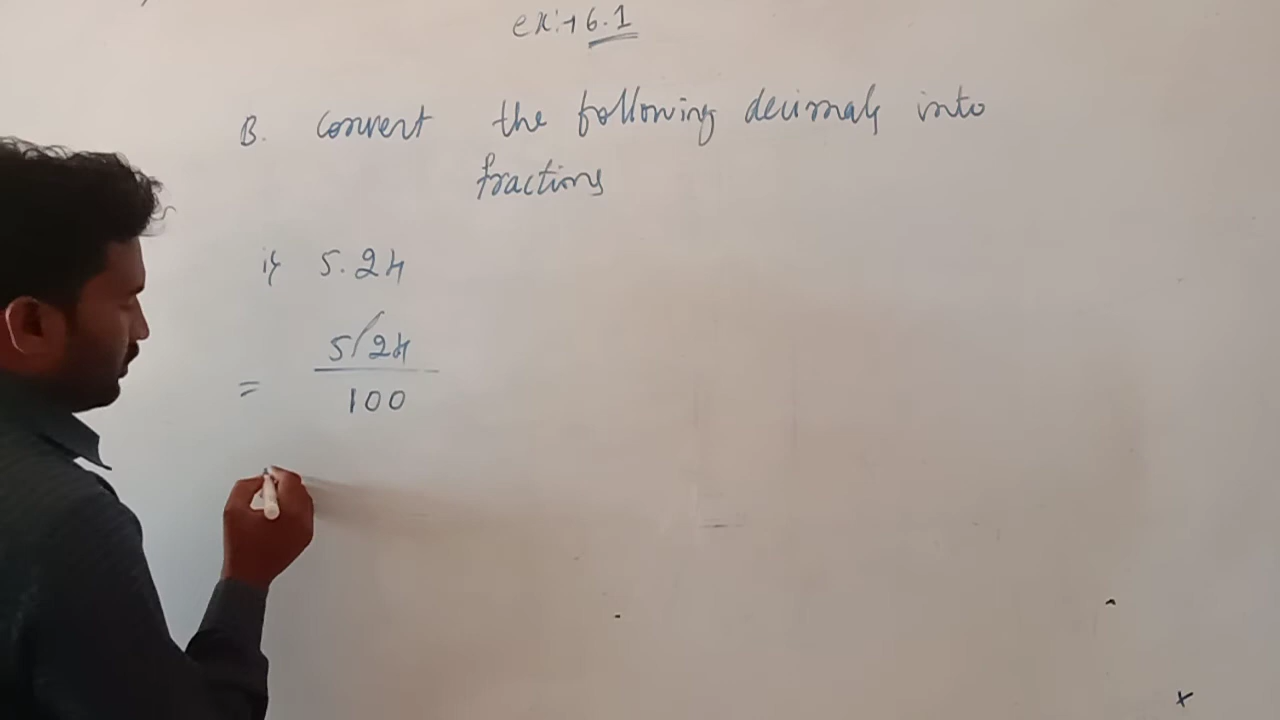 ex:→ 6.1
B. convert the following decimals into
fractions
i) 5.24
= 5/24
100